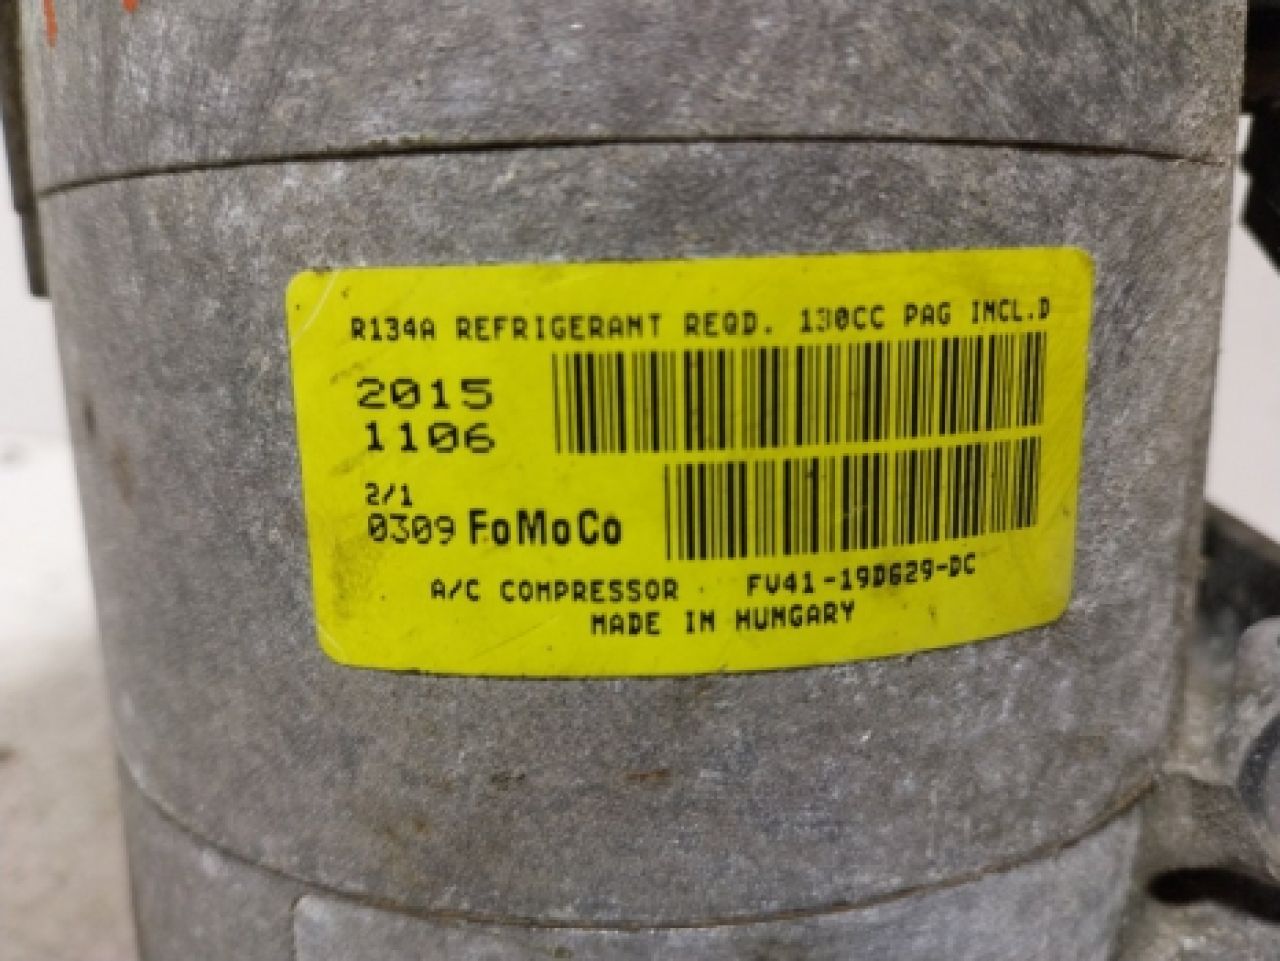 R134A REFRIGERANT REQD. 130CC PAG INCL.D
2015
1106
2/1
0309 FoMoCo
A/C COMPRESSOR FV41-19D629-DC
MADE IN HUNGARY